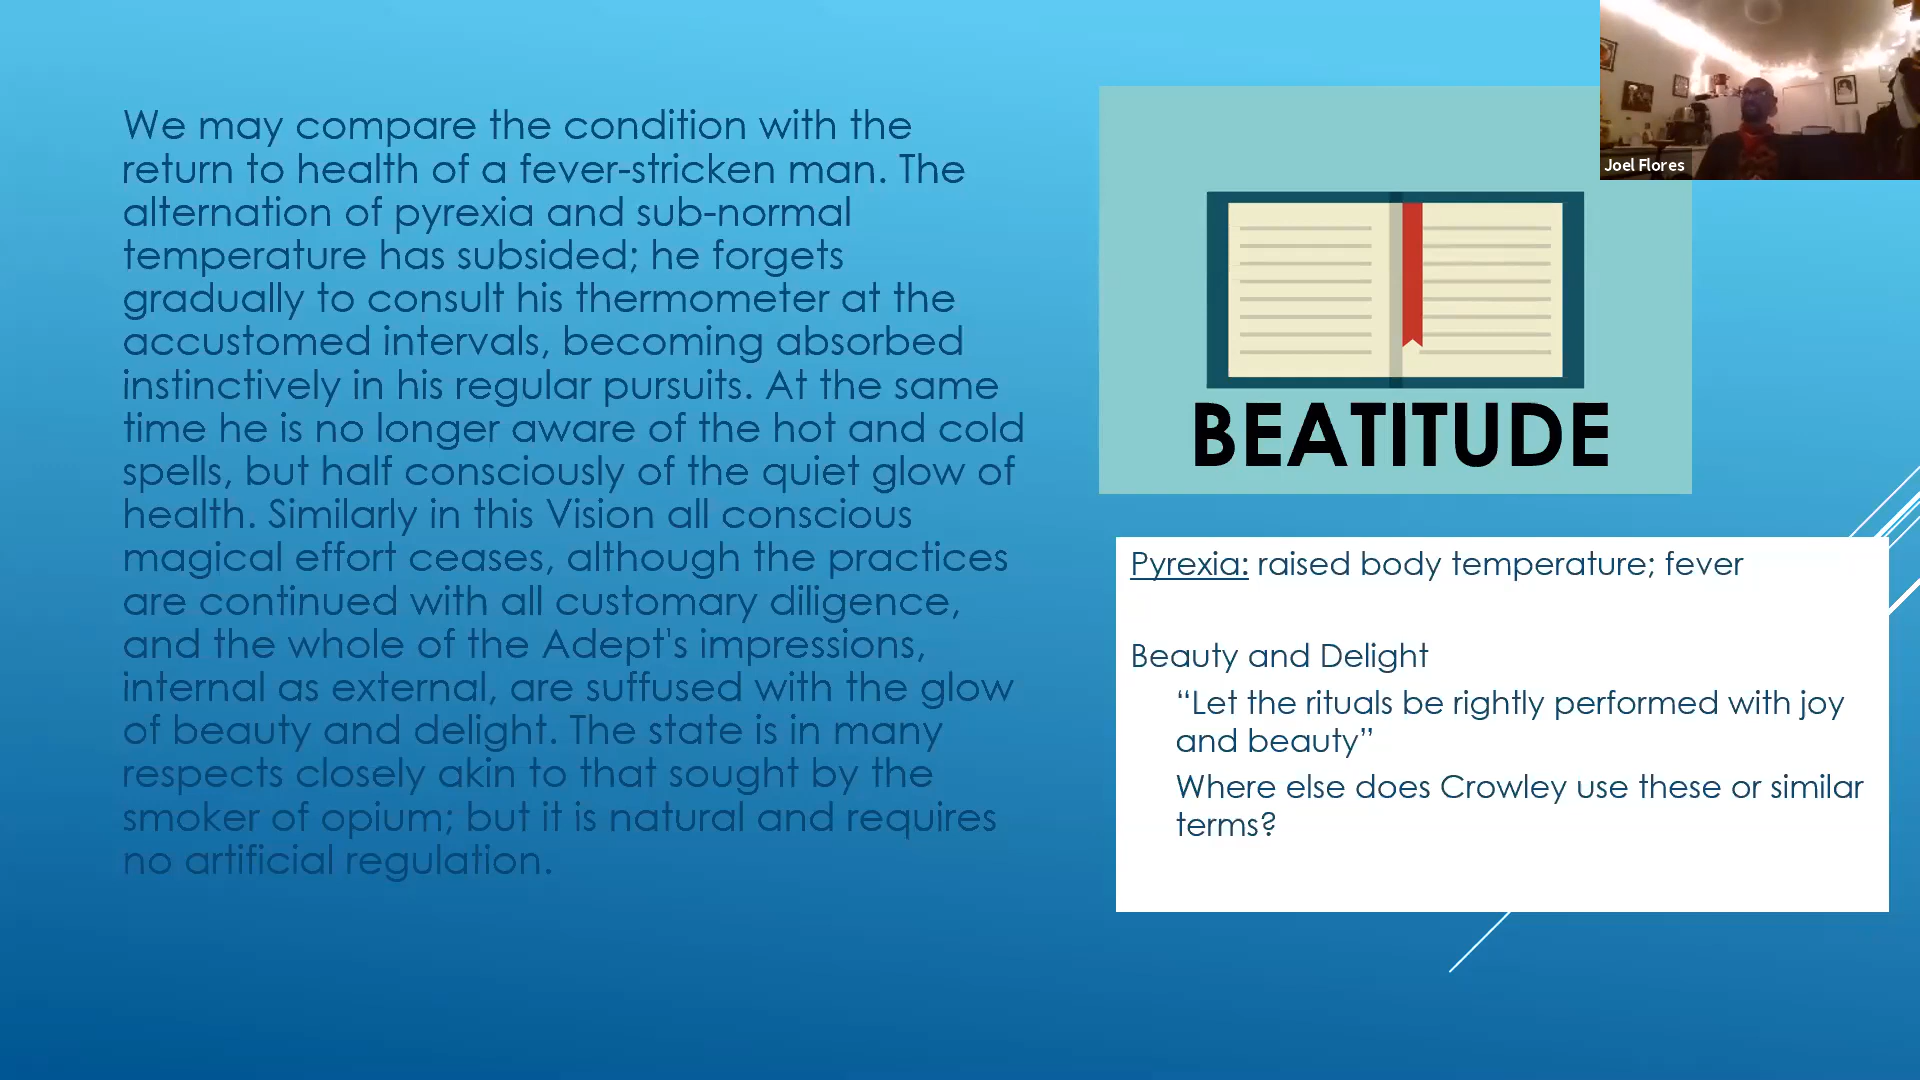 We may compare the condition with the
return to health of a fever-stricken man. The
alternation of pyrexia and sub-normal
temperature has subsided; he forgets
gradually to consult his thermometer at the
accustomed intervals, becoming absorbed
instinctively in his regular pursuits. At the same
time he is no longer aware of the hot and cold
spells, but half consciously of the quiet glow of
health. Similarly in this Vision all conscious
magical effort ceases, although the practices
are continued with all customary diligence,
and the whole of the Adept's impressions,
internal as external, are suffused with the glow
of beauty and delight. The state is in many
respects closely akin to that sought by the
smoker of opium; but it is natural and requires
no artificial regulation.
Joel Flores
BEATITUDE
Pyrexia: raised body temperature; fever
Beauty and Delight
“Let the rituals be rightly performed with joy
and beauty”
Where else does Crowley use these or similar
terms?